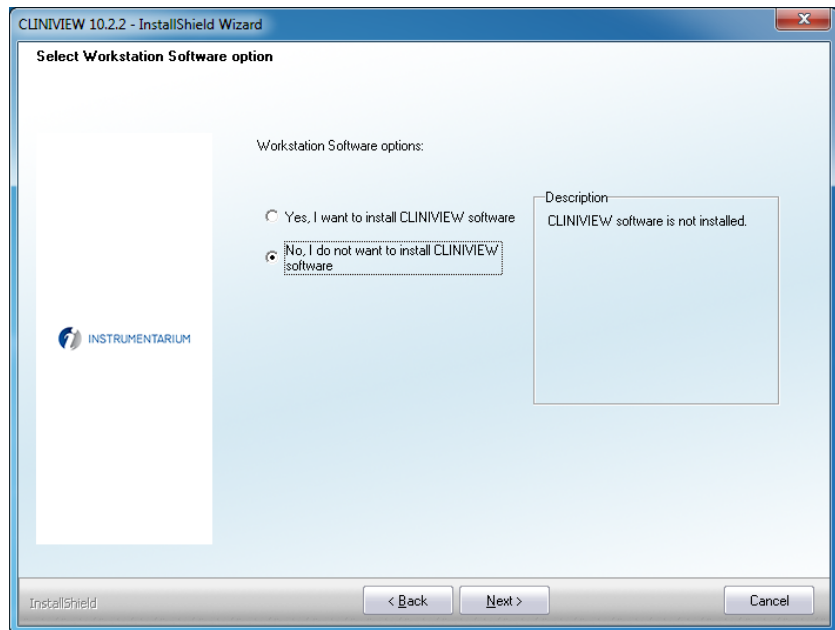 CLINIVIEW 10.2.2 - InstallShield Wizard
Select Workstation Software option
Workstation Software options:
Yes, I want to install CLINIVIEW software
No, I do not want to install CLINIVIEW
software
Description
CLINIVIEW software is not installed.
INSTRUMENTARIUM
InstallShield
< Back
Next >
Cancel